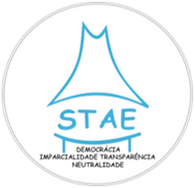 STAE
DEMOCRÁCIA
IMPARCIALIDADE TRANSPARÊNCIA
NEUTRALIDADE